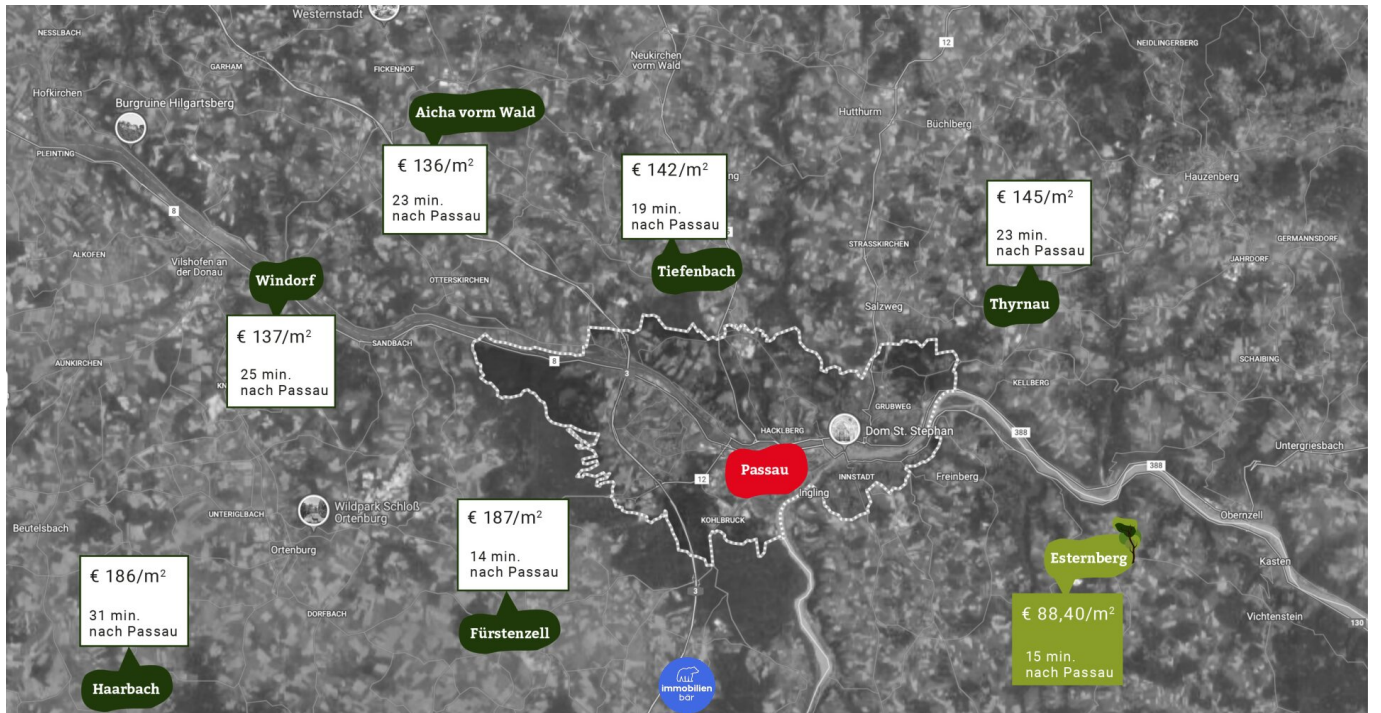 Westernstadt
NESSLBACH
GARHAM
FICKENHOF
Neukirchen
vorm Wald
12
NEIDLINGERBERG
Hofkirchen
Burgruine Hilgartsberg
Aicha vorm Wald
Hutthurm
Büchlberg
PLEINTING
€ 136/m²
23 min.
nach Passau
€ 142/m²
19 min.
nach Passau
€ 145/m²
23 min.
nach Passau
Hauzenberg
8
ALKOFEN
Vilshofen an
der Donau
Windorf
OTTERSKIRCHEN
Tiefenbach
STRASSKIRCHEN
GERMANNSDORF
JAHRDORF
Thyrnau
Salzweg
€ 137/m²
25 min.
nach Passau
SANDBACH
AUNKIRCHEN
8
3
SCHAIBING
KELLBERG
GRUBWEG
HACKLBERG
Dom St. Stephan
388
Passau
12
INNSTADT
Freinberg
388
Untergriesbach
Ingling
Wildpark Schloß
Ortenburg
UNTERIGLBACH
Beutelsbach
Ortenburg
€ 187/m²
14 min.
nach Passau
KOHLBRUCK
Obernzell
Esternberg
Kasten
€ 186/m²
31 min.
nach Passau
3
€ 88,40/m²
15 min.
nach Passau
DORFBACH
Fürstenzell
Vichtenstein
130
Haarbach
immobilien
bär